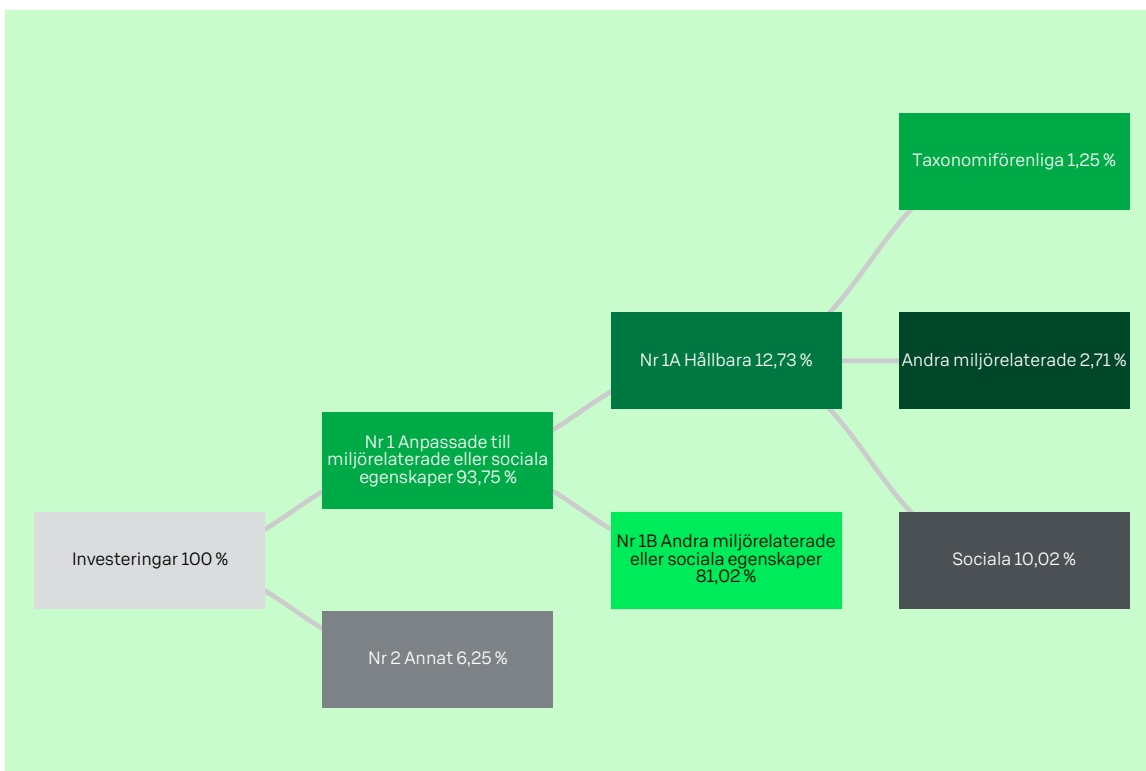 Taxonomiförenliga 1,25 %
Nr 1A Hållbara 12,73 %
Andra miljörelaterade 2,71 %
Nr 1 Anpassade till
miljörelaterade eller sociala
egenskaper 93,75 %
Investeringar 100 %
Nr 1B Andra miljörelaterade
eller sociala egenskaper
81,02 %
Sociala 10,02 %
Nr 2 Annat 6,25 %